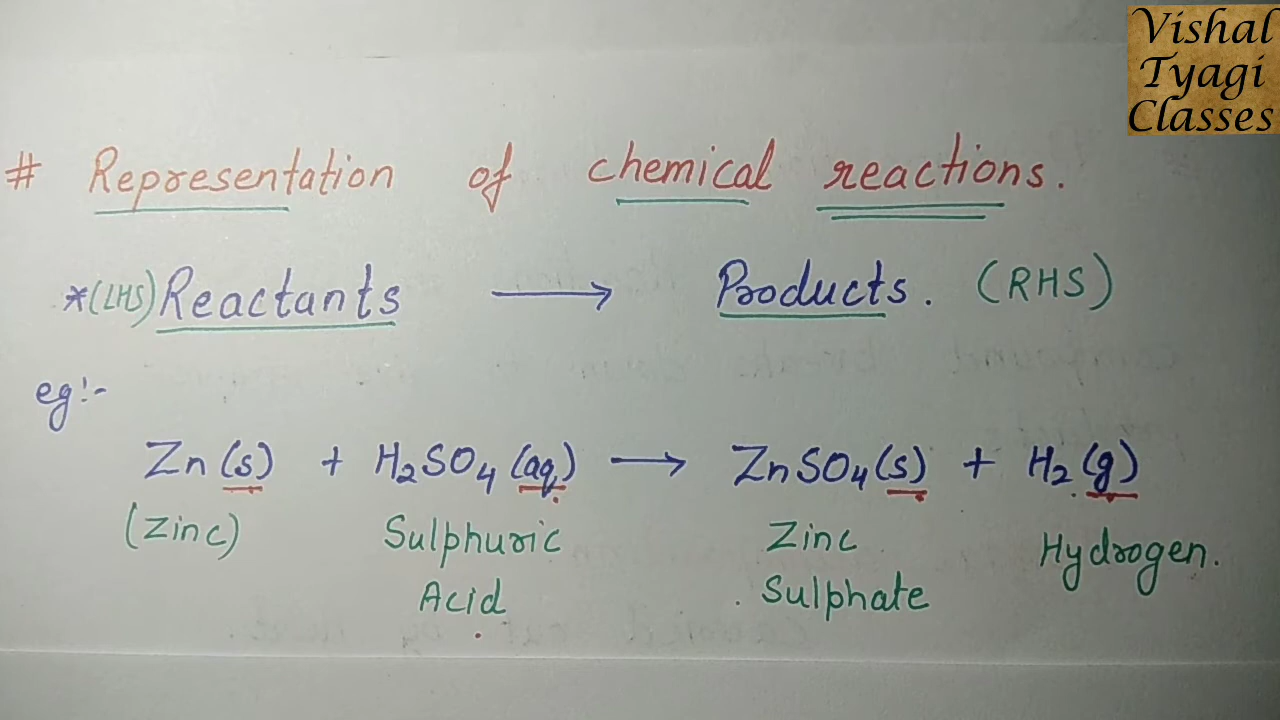 Vishal
Tyagi
Classes
# Representation of chemical reactions.
*(LHS) Reactants ⟶ Products. (RHS)
eg:-
Zn(s) + H₂SO₄(aq) ⟶ ZnSO₄(s) + H₂(g)
(Zinc) Sulphuric Acid Zinc Sulphate Hydrogen.